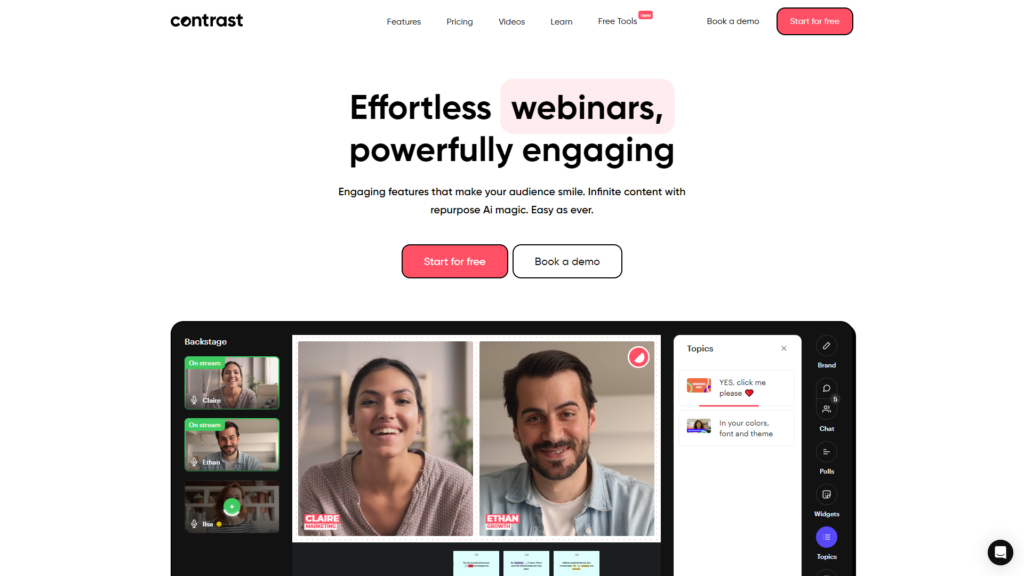 contrast
Features
Pricing
Videos
Learn
Free Tools
new
Book a demo
Start for free
Effortless webinars,
powerfully engaging
Engaging features that make your audience smile. Infinite content with
repurpose Ai magic. Easy as ever.
Start for free
Book a demo
Backstage
On stream
Claire
On stream
Ethan
Ilsa
CLAIRE
MARKETING
ETHAN
GROWTH
Topics
YES, click me
please ❤️
In your colors,
font and theme
Brand
5
Chat
Polls
Widgets
Topics